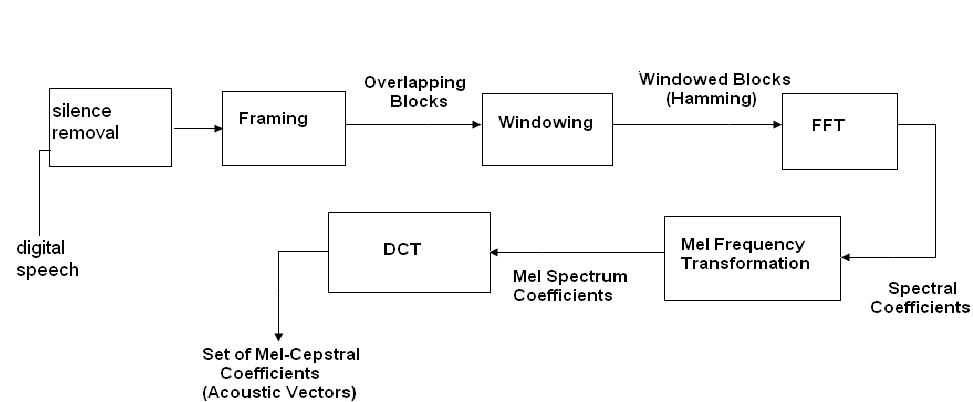 silence
removal
Framing
Overlapping
Blocks
Windowing
Windowed Blocks
(Hamming)
FFT
digital
speech
DCT
Mel Spectrum
Coefficients
Mel Frequency
Transformation
Spectral
Coefficients
Set of Mel-Cepstral
Coefficients
(Acoustic Vectors)